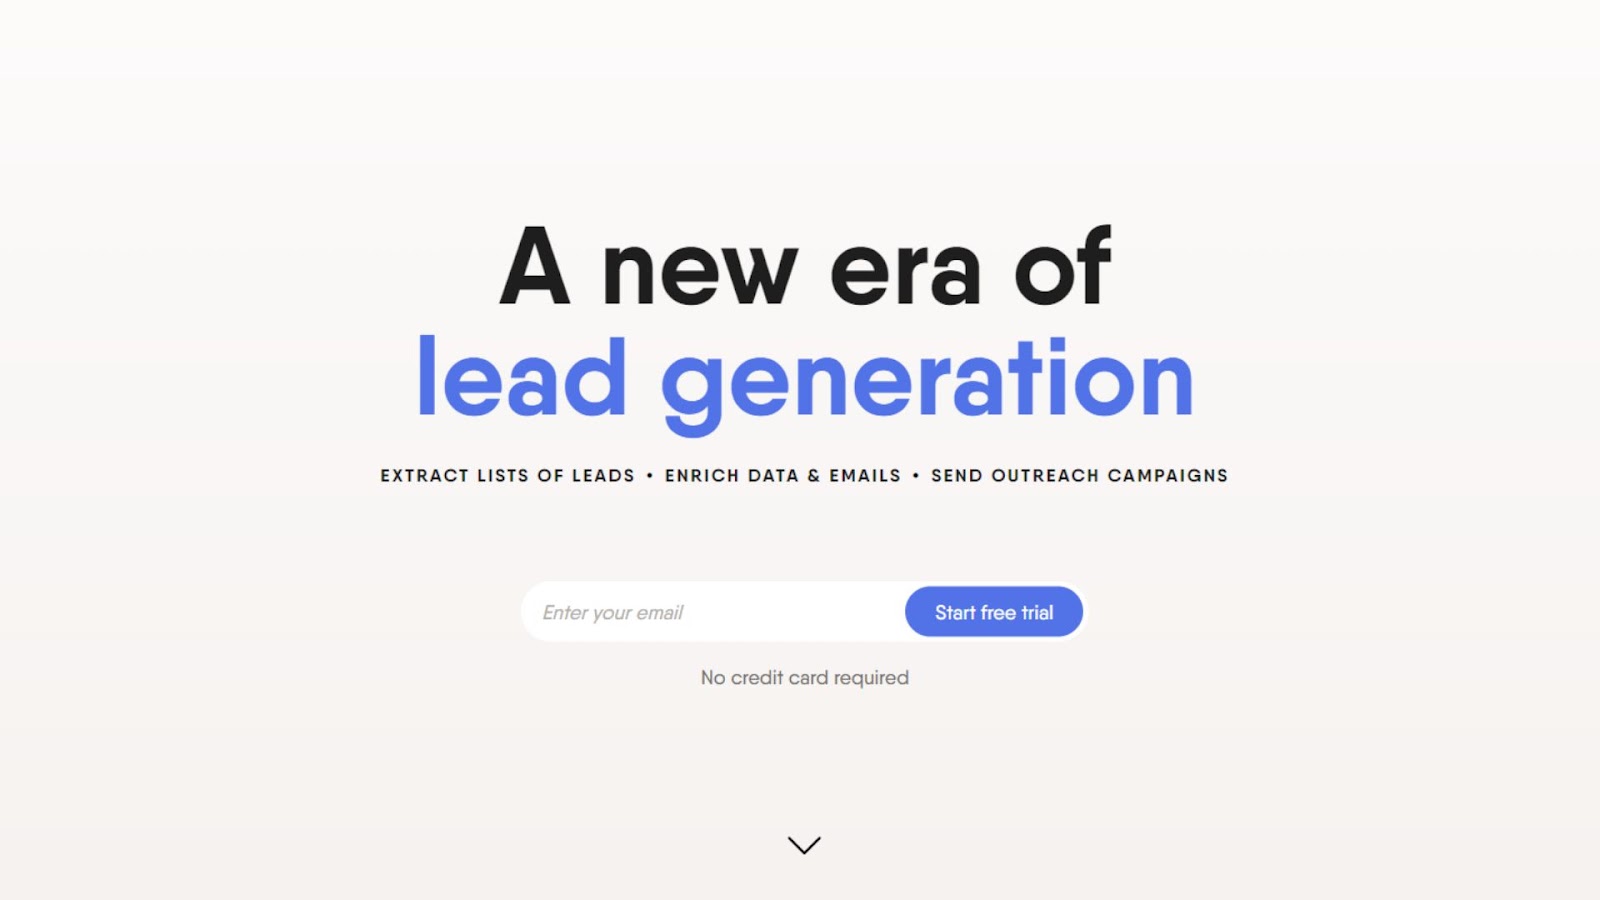 A new era of
lead generation
EXTRACT LISTS OF LEADS • ENRICH DATA & EMAILS • SEND OUTREACH CAMPAIGNS
Enter your email Start free trial
No credit card required